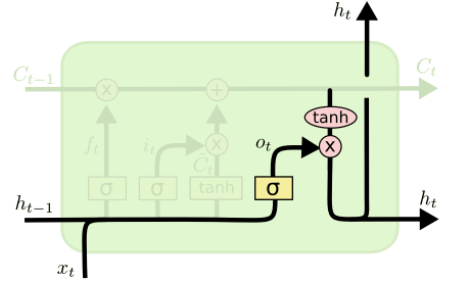 h_t
C_{t-1}
C_t
x
+
tanh
f_t
i_t
x
C̃_t
o_t
x
σ
σ
tanh
σ
h_{t-1}
h_t
x_t